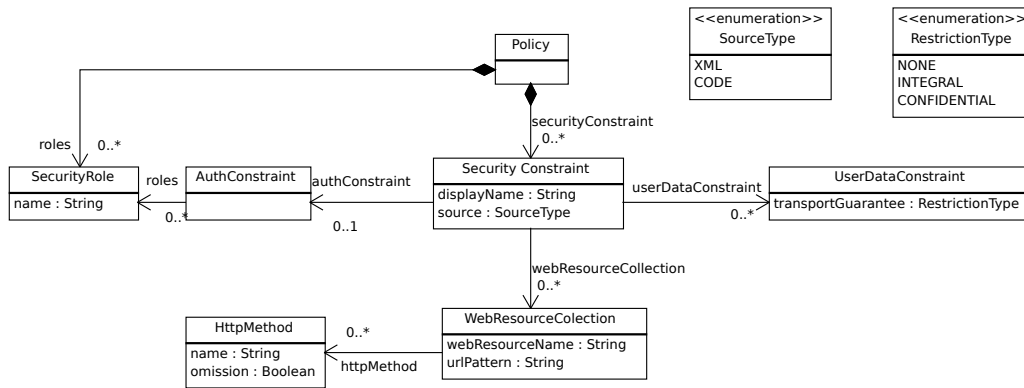 <<enumeration>>
SourceType
XML
CODE
<<enumeration>>
RestrictionType
NONE
INTEGRAL
CONFIDENTIAL
Policy
securityConstraint
0..*
roles
0..*
SecurityRole
name : String
roles
0..*
AuthConstraint
authConstraint
0..1
Security Constraint
displayName : String
source : SourceType
userDataConstraint
0..*
UserDataConstraint
transportGuarantee : RestrictionType
webResourceCollection
0..*
WebResourceColection
webResourceName : String
urlPattern : String
0..*
httpMethod
HttpMethod
name : String
omission : Boolean